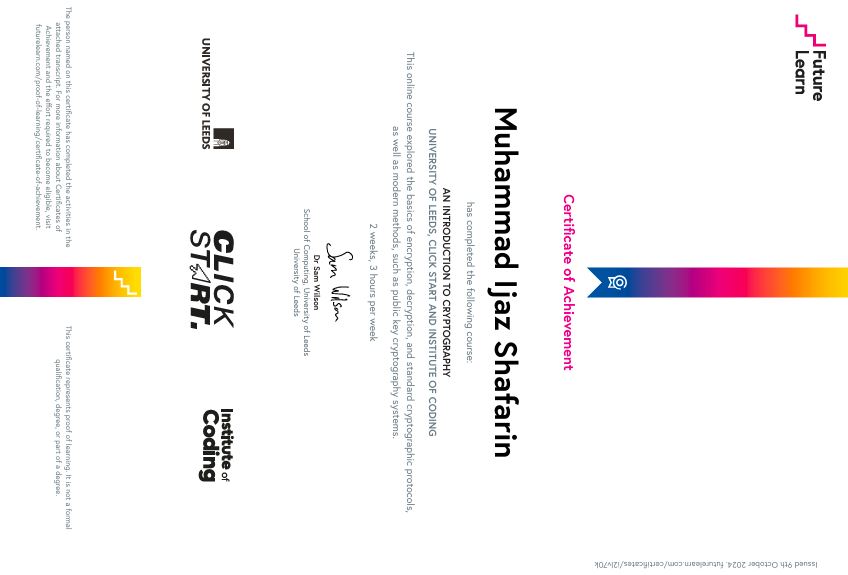 Future
Learn
Issued 9th October 2024. futurelearn.com/certificates/i2lv70k
Certificate of Achievement
Muhammad Ijaz Shafarin
has completed the following course:
AN INTRODUCTION TO CRYPTOGRAPHY
UNIVERSITY OF LEEDS, CLICK START AND INSTITUTE OF CODING
This online course explored the basics of encryption, decryption, and standard cryptographic protocols,
as well as modern methods, such as public key cryptography systems.
2 weeks, 3 hours per week
Sam Wilson
Dr Sam Wilson
School of Computing, University of Leeds
University of Leeds
UNIVERSITY OF LEEDS
CLICK
START.
Institute of
Coding
The person named on this certificate has completed the activities in the
attached transcript. For more information about Certificates of
Achievement and the effort required to become eligible, visit
futurelearn.com/proof-of-learning/certificate-of-achievement.
This certificate represents proof of learning. It is not a formal
qualification, degree, or part of a degree.